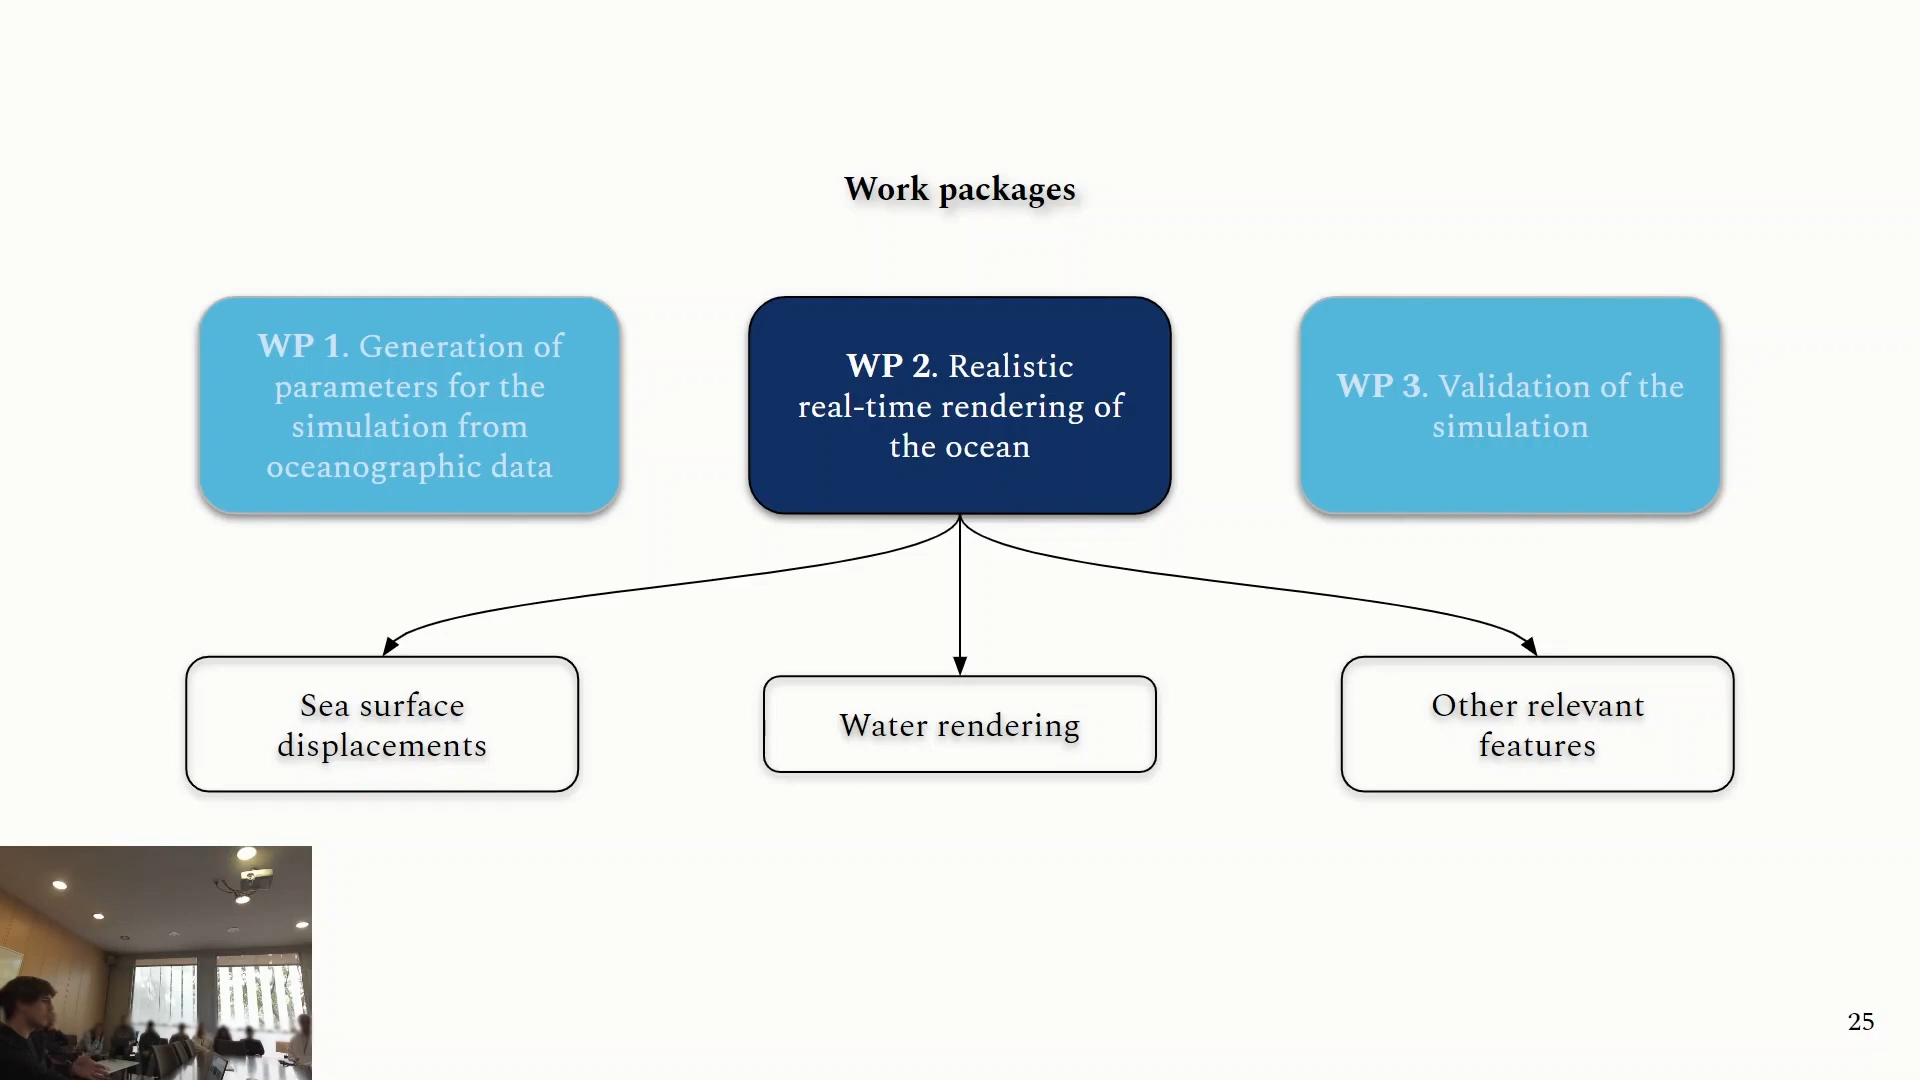 Work packages
WP 1. Generation of
parameters for the
simulation from
oceanographic data
WP 2. Realistic
real-time rendering of
the ocean
WP 3. Validation of the
simulation
Sea surface
displacements
Water rendering
Other relevant
features
25